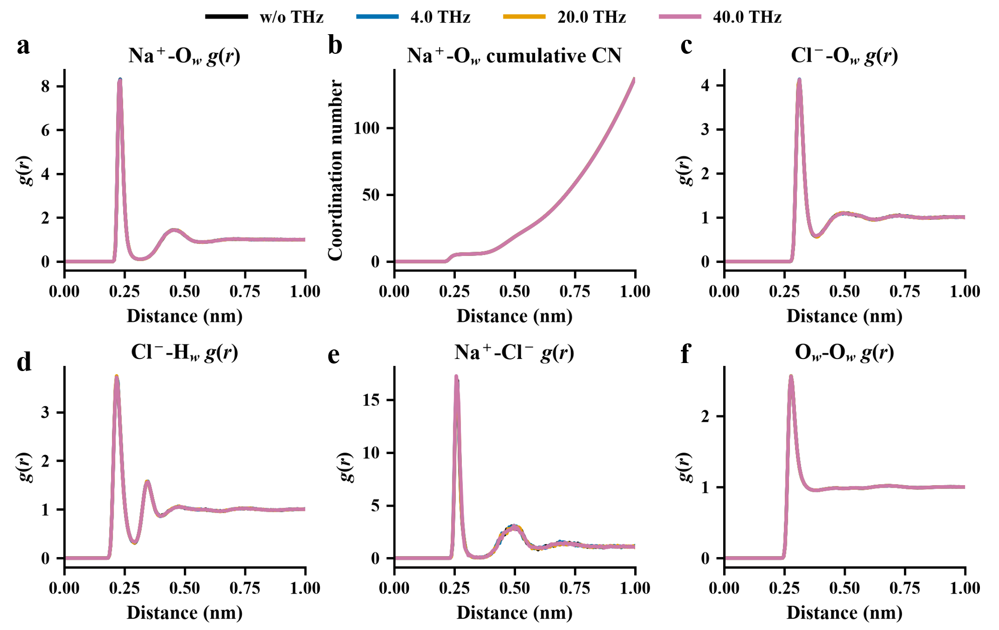 w/o THz 4.0 THz 20.0 THz 40.0 THz
a
Na⁺-O_w g(r)
8
6
4
2
0
g(r)
0.00 0.25 0.50 0.75 1.00
Distance (nm)
b
Na⁺-O_w cumulative CN
100
50
0
Coordination number
0.00 0.25 0.50 0.75 1.00
Distance (nm)
c
Cl⁻-O_w g(r)
4
3
2
1
0
g(r)
0.00 0.25 0.50 0.75 1.00
Distance (nm)
d
Cl⁻-H_w g(r)
3
2
1
0
g(r)
0.00 0.25 0.50 0.75 1.00
Distance (nm)
e
Na⁺-Cl⁻ g(r)
15
10
5
0
g(r)
0.00 0.25 0.50 0.75 1.00
Distance (nm)
f
O_w-O_w g(r)
2
1
0
g(r)
0.00 0.25 0.50 0.75 1.00
Distance (nm)